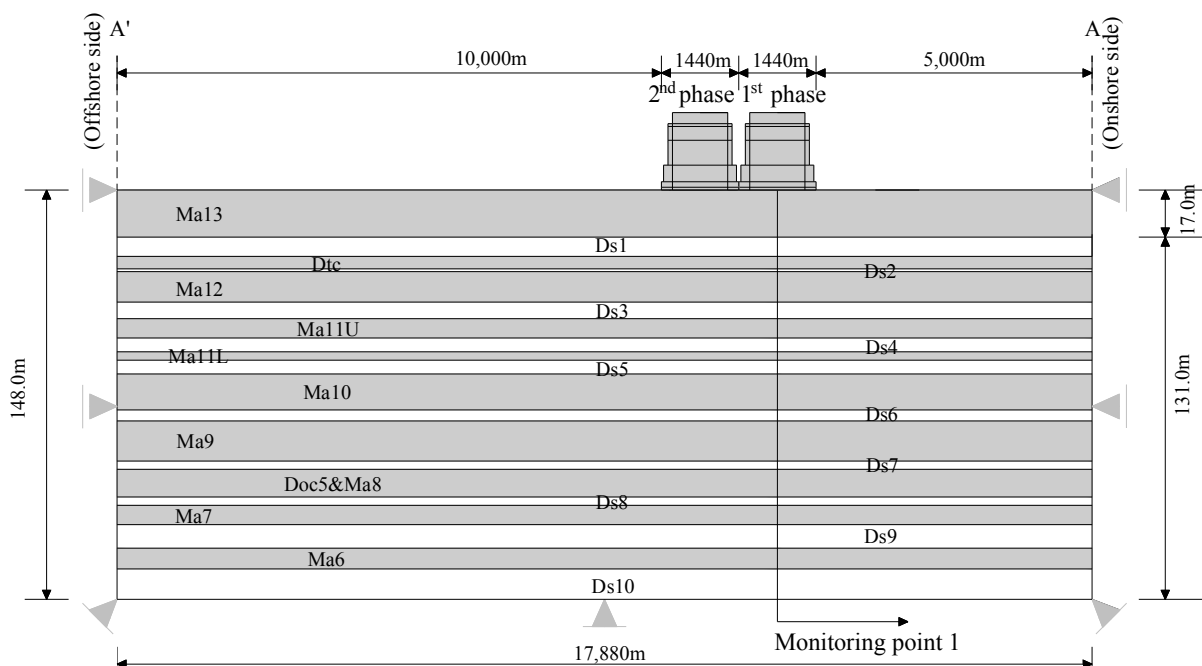 A'
A
(Offshore side)
(Onshore side)
10,000m
1440m
1440m
5,000m
2nd phase
1st phase
148.0m
17.0m
131.0m
Ma13
Ds1
Dtc
Ds2
Ma12
Ds3
Ma11U
Ds4
Ma11L
Ds5
Ma10
Ds6
Ma9
Ds7
Doc5&Ma8
Ds8
Ma7
Ds9
Ma6
Ds10
Monitoring point 1
17,880m